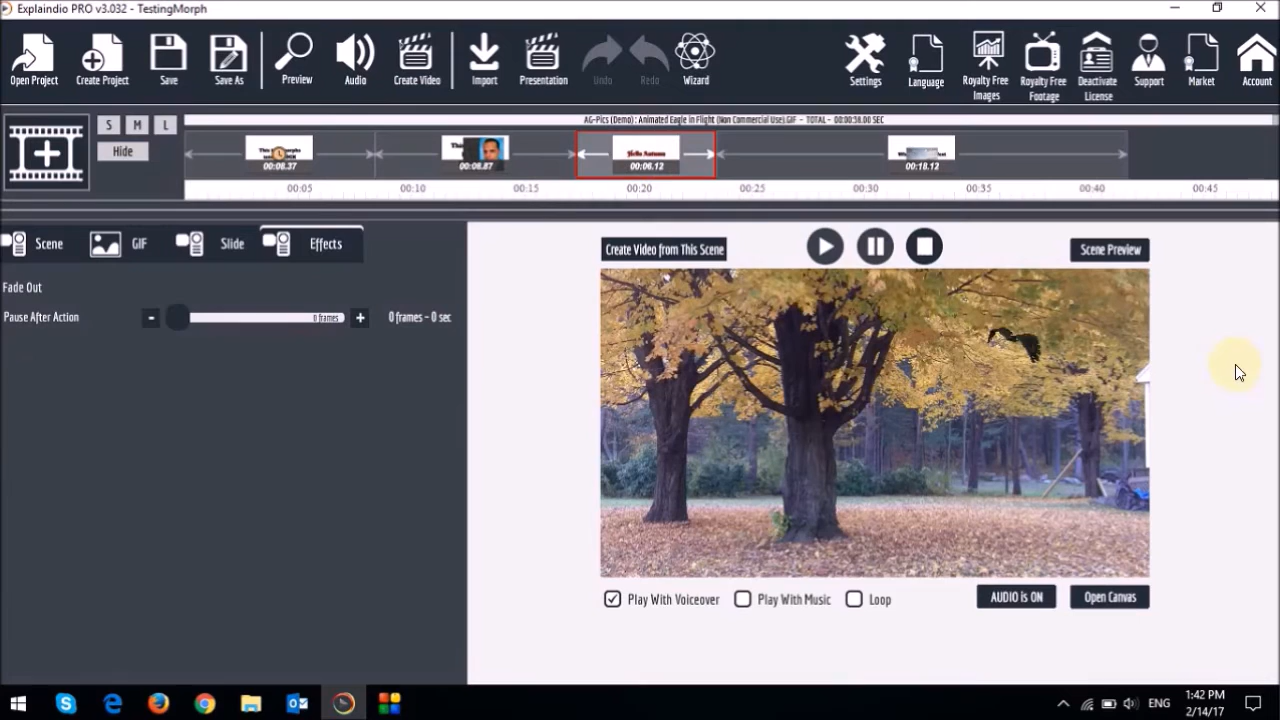 Explaindio PRO v3.032 - TestingMorph
Open Project
Create Project
Save
Save As
Preview
Audio
Create Video
Import
Presentation
Undo
Redo
Wizard
Settings
Language
Royalty Free
Images
Royalty Free
Footage
Deactivate
License
Support
Market
Account
S M L
Hide
AG-Pics (Demo) : Animated Eagle in Flight (Non Commercial Use).GIF - TOTAL - 00:00:58.00 SEC
00:08.37
00:08.87
Hello Autumn
00:06.12
00:18.12
00:05 00:10 00:15 00:20 00:25 00:30 00:35 00:40 00:45
Scene GIF Slide Effects
Fade Out
Pause After Action - 0 frames + 0 frames - 0 sec
Create Video from This Scene
Scene Preview
Play With Voiceover
Play With Music
Loop
AUDIO is ON
Open Canvas
ENG
1:42 PM
2/14/17